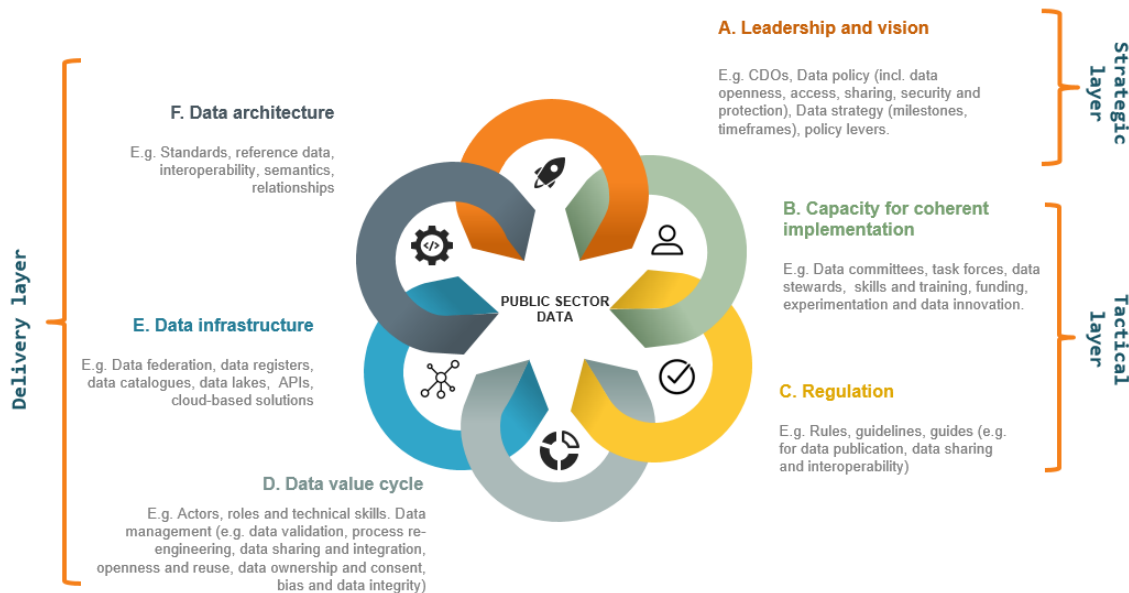 A. Leadership and vision
E.g. CDOs, Data policy (incl. data
openness, access, sharing, security and
protection), Data strategy (milestones,
timeframes), policy levers.
Strategic
layer
B. Capacity for coherent
implementation
E.g. Data committees, task forces, data
stewards, skills and training, funding,
experimentation and data innovation.
C. Regulation
E.g. Rules, guidelines, guides (e.g.
for data publication, data sharing
and interoperability)
Tactical
layer
D. Data value cycle
E.g. Actors, roles and technical skills. Data
management (e.g. data validation, process re-
engineering, data sharing and integration,
openness and reuse, data ownership and consent,
bias and data integrity)
E. Data infrastructure
E.g. Data federation, data registers,
data catalogues, data lakes, APIs,
cloud-based solutions
F. Data architecture
E.g. Standards, reference data,
interoperability, semantics,
relationships
Delivery layer
PUBLIC SECTOR
DATA
</>